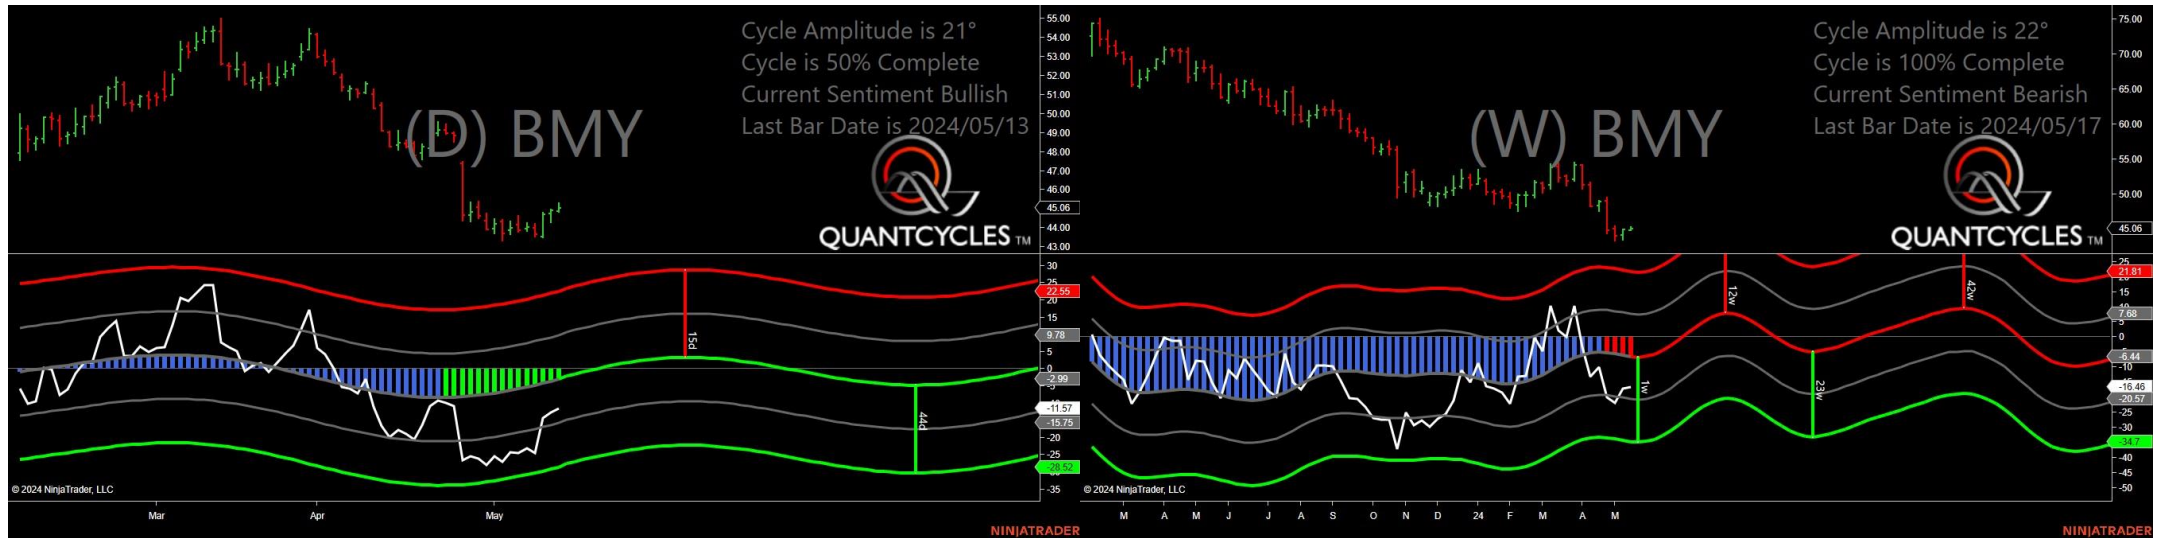 Cycle Amplitude is 21°
Cycle is 50% Complete
Current Sentiment Bullish
Last Bar Date is 2024/05/13
(D) BMY
QUANTCYCLES TM
55.00
54.00
53.00
52.00
51.00
50.00
49.00
48.00
47.00
46.00
45.06
44.00
43.00
30
25
22.55
20
15
9.78
5
0
-2.99
-5
-11.57
-15.75
-20
-25
-28.52
-35
15d
44d
© 2024 NinjaTrader, LLC
Mar Apr May
NINJATRADER
Cycle Amplitude is 22°
Cycle is 100% Complete
Current Sentiment Bearish
Last Bar Date is 2024/05/17
(W) BMY
QUANTCYCLES TM
75.00
70.00
65.00
60.00
55.00
50.00
45.06
25
21.81
15
10
7.68
5
0
-6.44
-10
-16.46
-20.57
-25
-30
-34.7
-40
-45
-50
12w
42w
1w
23w
© 2024 NinjaTrader, LLC
M A M J J A S O N D 24 F M A M
NINJATRADER